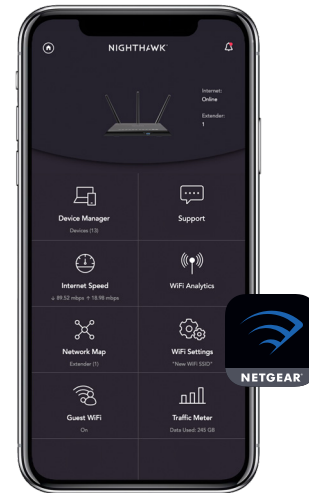 NIGHTHAWK
Internet:
Online
Extender:
1
Device Manager
Devices (13)
Support
Internet Speed
↓ 89.52 mbps ↑ 18.98 mbps
WiFi Analytics
Network Map
Extender (1)
WiFi Settings
"New WiFi SSID"
NETGEAR
Guest WiFi
On
Traffic Meter
Data Used: 245 GB